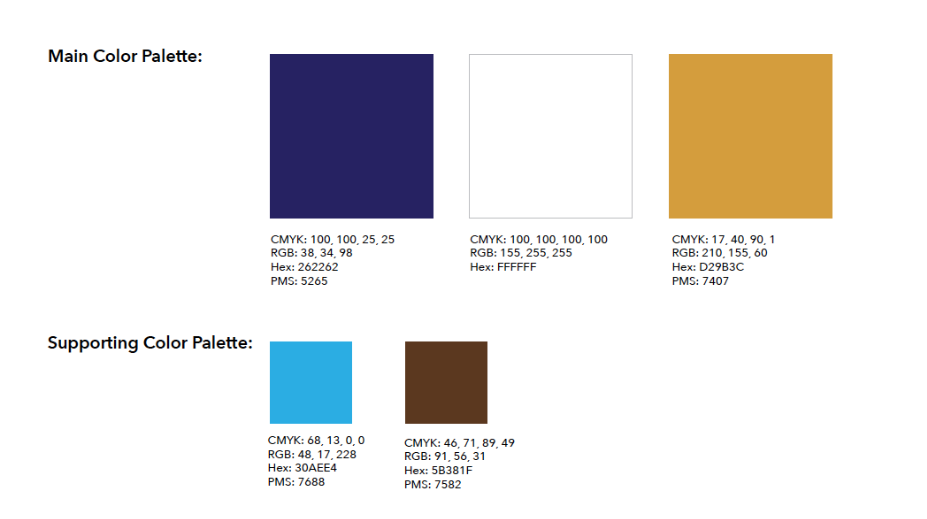 Main Color Palette:
CMYK: 100, 100, 25, 25
RGB: 38, 34, 98
Hex: 262262
PMS: 5265
CMYK: 100, 100, 100, 100
RGB: 155, 255, 255
Hex: FFFFFF
CMYK: 17, 40, 90, 1
RGB: 210, 155, 60
Hex: D29B3C
PMS: 7407
Supporting Color Palette:
CMYK: 68, 13, 0, 0
RGB: 48, 17, 228
Hex: 30AEE4
PMS: 7688
CMYK: 46, 71, 89, 49
RGB: 91, 56, 31
Hex: 5B381F
PMS: 7582